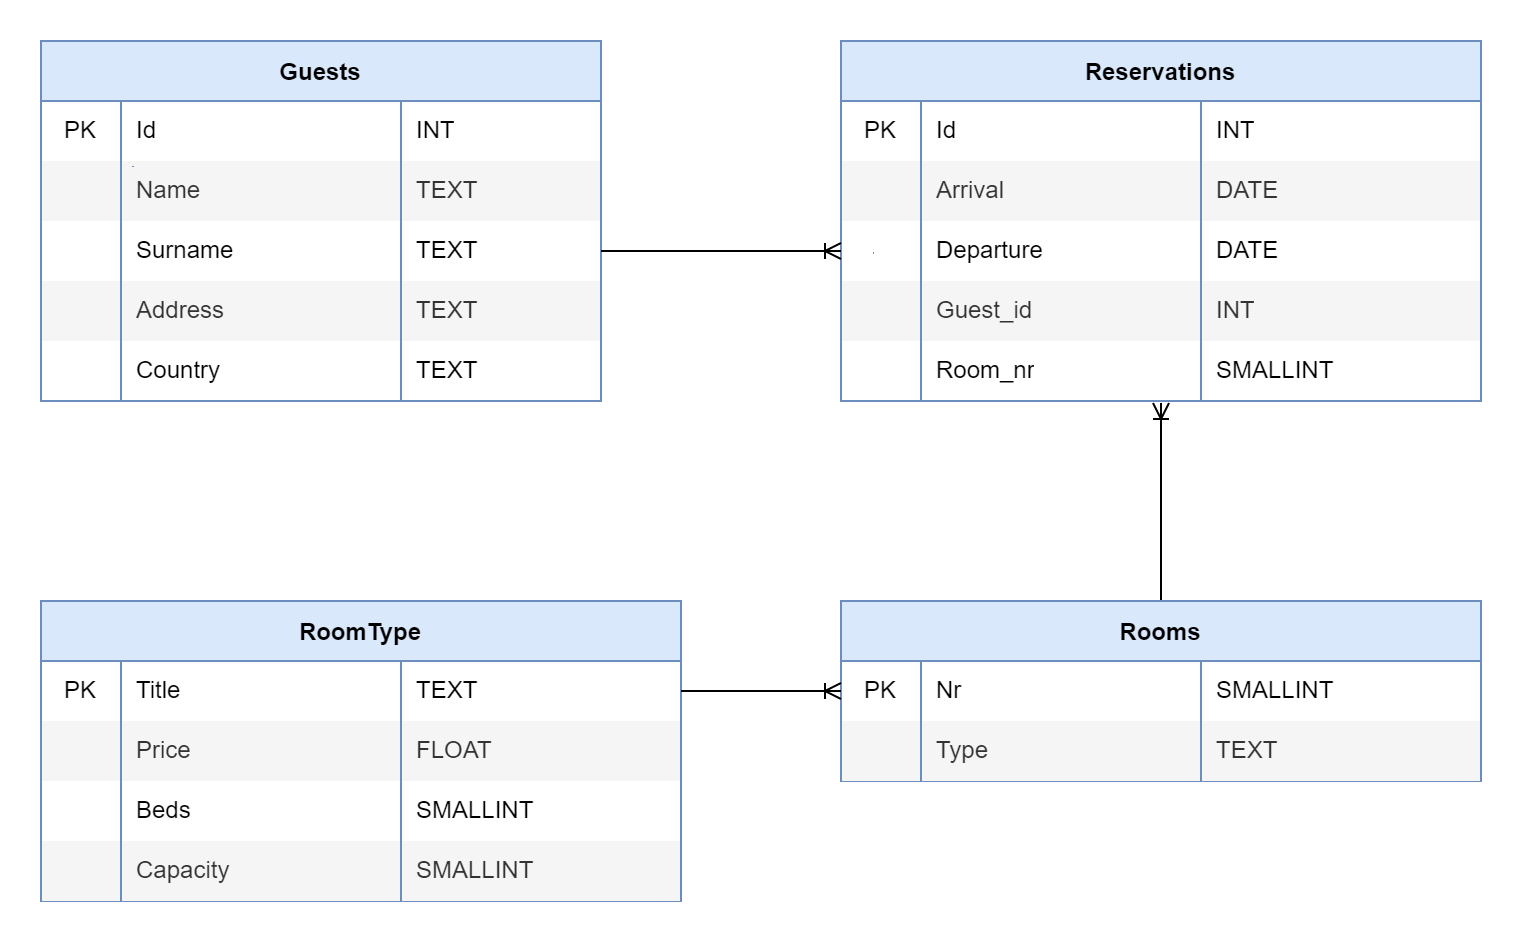 Guests
PK Id INT
Name TEXT
Surname TEXT
Address TEXT
Country TEXT
Reservations
PK Id INT
Arrival DATE
Departure DATE
Guest_id INT
Room_nr SMALLINT
RoomType
PK Title TEXT
Price FLOAT
Beds SMALLINT
Capacity SMALLINT
Rooms
PK Nr SMALLINT
Type TEXT